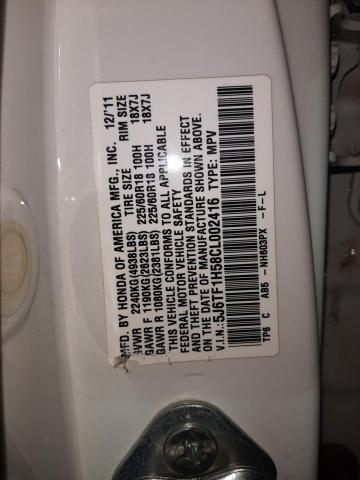 MFD. BY HONDA OF AMERICA MFG., INC. 12/'11
TIRE SIZE RIM SIZE
GVWR 2240KG(4938LBS)
GAWR F 1190KG(2623LBS) 225/60R18 100H 18X7J
GAWR R 1080KG(2381LBS) 225/60R18 100H 18X7J
THIS VEHICLE CONFORMS TO ALL APPLICABLE
FEDERAL MOTOR VEHICLE SAFETY
AND THEFT PREVENTION STANDARDS IN EFFECT
ON THE DATE OF MANUFACTURE SHOWN ABOVE.
V.I.N.: 5J6TF1H58CL002416 TYPE: MPV
TP6 C AB5 - NH603PX - F-L